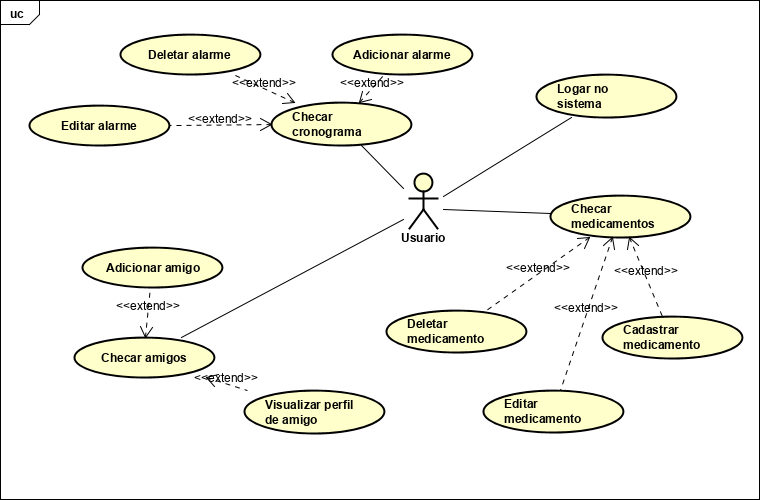 uc
Deletar alarme
Adicionar alarme
<<extend>>
<<extend>>
Logar no
sistema
Editar alarme
<<extend>>
Checar
cronograma
Usuario
Checar
medicamentos
Adicionar amigo
<<extend>>
<<extend>>
<<extend>>
<<extend>>
Deletar
medicamento
Cadastrar
medicamento
Checar amigos
<<extend>>
Visualizar perfil
de amigo
Editar
medicamento